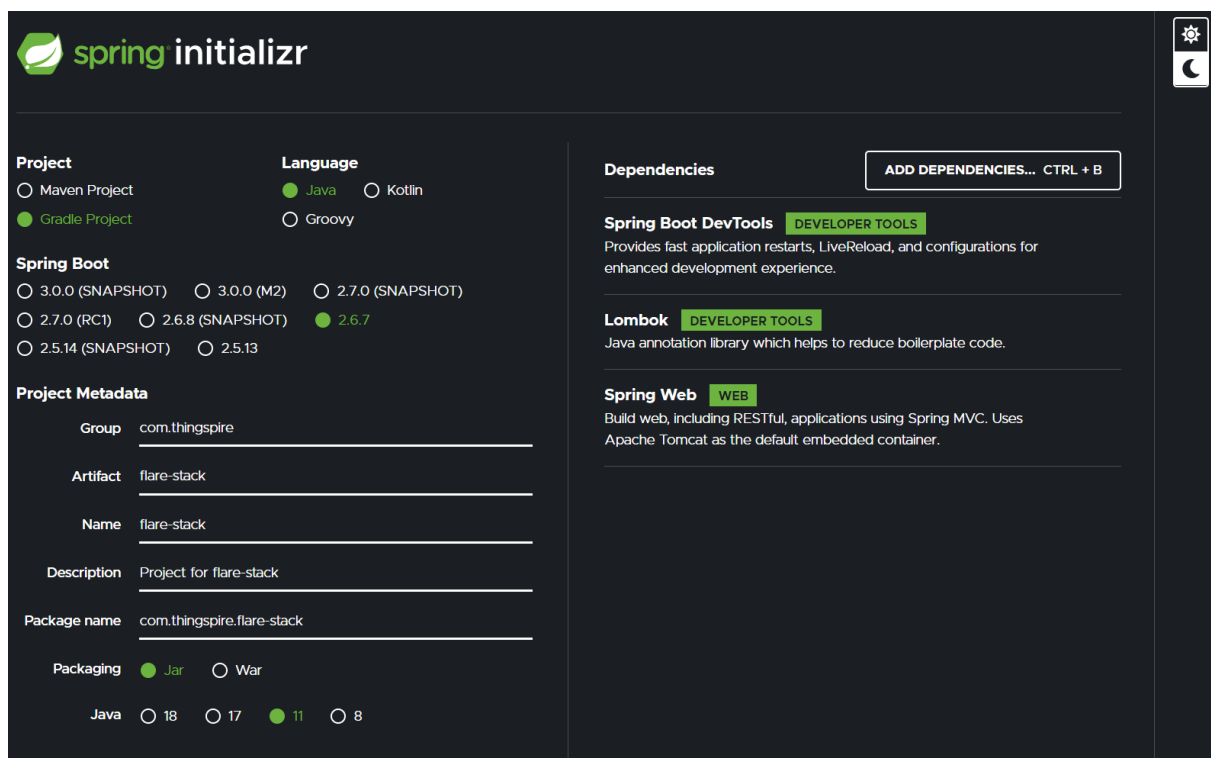 spring initializr
Project
Maven Project
Gradle Project
Language
Java Kotlin
Groovy
Spring Boot
3.0.0 (SNAPSHOT) 3.0.0 (M2) 2.7.0 (SNAPSHOT)
2.7.0 (RC1) 2.6.8 (SNAPSHOT) 2.6.7
2.5.14 (SNAPSHOT) 2.5.13
Project Metadata
Group com.thingspire
Artifact flare-stack
Name flare-stack
Description Project for flare-stack
Package name com.thingspire.flare-stack
Packaging Jar War
Java 18 17 11 8
Dependencies ADD DEPENDENCIES... CTRL + B
Spring Boot DevTools DEVELOPER TOOLS
Provides fast application restarts, LiveReload, and configurations for
enhanced development experience.
Lombok DEVELOPER TOOLS
Java annotation library which helps to reduce boilerplate code.
Spring Web WEB
Build web, including RESTful, applications using Spring MVC. Uses
Apache Tomcat as the default embedded container.